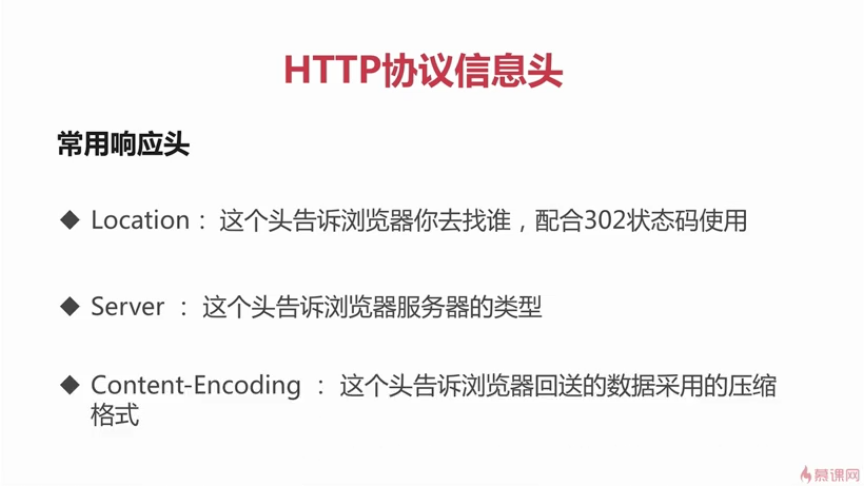 HTTP协议信息头
常用响应头
◆ Location： 这个头告诉浏览器你去找谁，配合302状态码使用
◆ Server ： 这个头告诉浏览器服务器的类型
◆ Content-Encoding ： 这个头告诉浏览器回送的数据采用的压缩
格式
慕课网